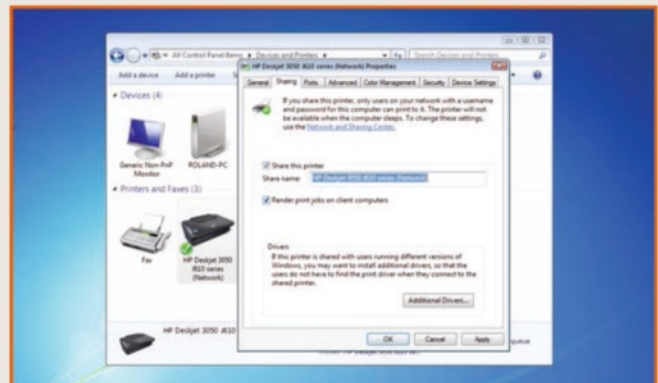 All Control Panel Items
Devices and Printers
Search Devices and Printers
Add a device
Add a printer
Devices (4)
Generic Non-PnP
Monitor
ROLAND-PC
Printers and Faxes (3)
Fax
HP Deskjet 3050
J610 series
(Network)
HP Deskjet 3050 J610
HP Deskjet 3050 J610 series (Network) Properties
General
Sharing
Ports
Advanced
Color Management
Security
Device Settings
If you share this printer, only users on your network with a username
and password for this computer can print to it. The printer will not
be available when the computer sleeps. To change these settings,
use the Network and Sharing Center.
Share this printer
Share name:
HP Deskjet 3050 J610 series (Network)
Render print jobs on client computers
Drivers
If this printer is shared with users running different versions of
Windows, you may want to install additional drivers, so that the
users do not have to find the print driver when they connect to the
shared printer.
Additional Drivers...
OK
Cancel
Apply
queue